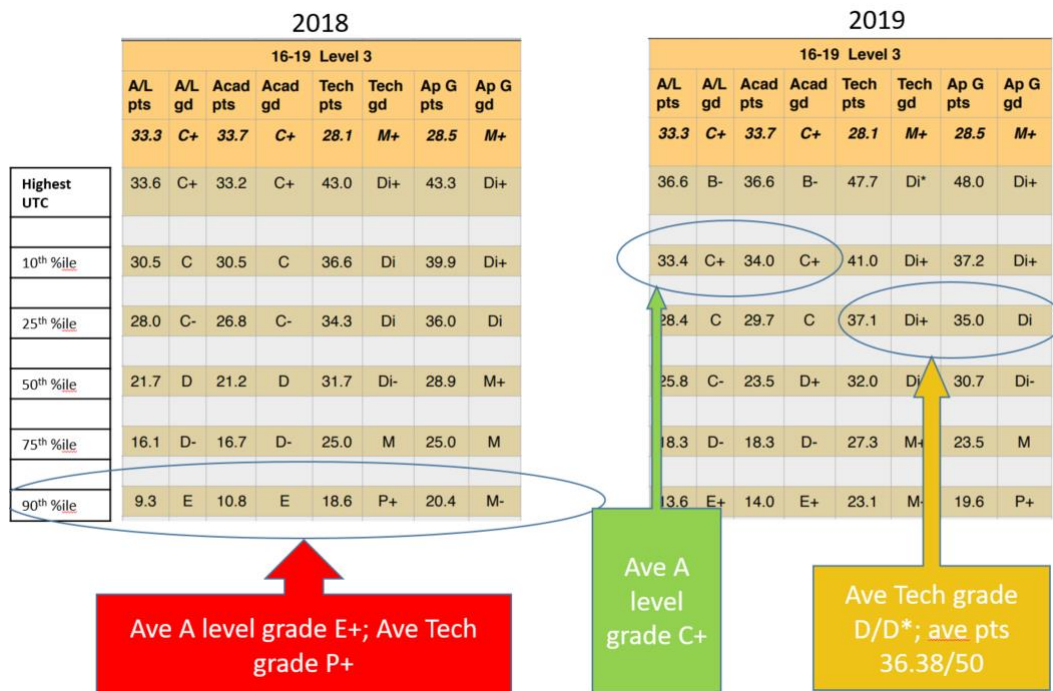 2018
16-19 Level 3
A/L pts A/L gd Acad pts Acad gd Tech pts Tech gd Ap G pts Ap G gd
33.3 C+ 33.7 C+ 28.1 M+ 28.5 M+
Highest UTC 33.6 C+ 33.2 C+ 43.0 Di+ 43.3 Di+
10th %ile 30.5 C 30.5 C 36.6 Di 39.9 Di+
25th %ile 28.0 C- 26.8 C- 34.3 Di 36.0 Di
50th %ile 21.7 D 21.2 D 31.7 Di- 28.9 M+
75th %ile 16.1 D- 16.7 D- 25.0 M 25.0 M
90th %ile 9.3 E 10.8 E 18.6 P+ 20.4 M-
2019
16-19 Level 3
A/L pts A/L gd Acad pts Acad gd Tech pts Tech gd Ap G pts Ap G gd
33.3 C+ 33.7 C+ 28.1 M+ 28.5 M+
36.6 B- 36.6 B- 47.7 Di* 48.0 Di+
33.4 C+ 34.0 C+ 41.0 Di+ 37.2 Di+
28.4 C 29.7 C 37.1 Di+ 35.0 Di
25.8 C- 23.5 D+ 32.0 Di 30.7 Di-
18.3 D- 18.3 D- 27.3 M+ 23.5 M
13.6 E+ 14.0 E+ 23.1 M- 19.6 P+
Ave A level grade E+; Ave Tech
grade P+
Ave A
level
grade C+
Ave Tech grade
D/D*; ave pts
36.38/50